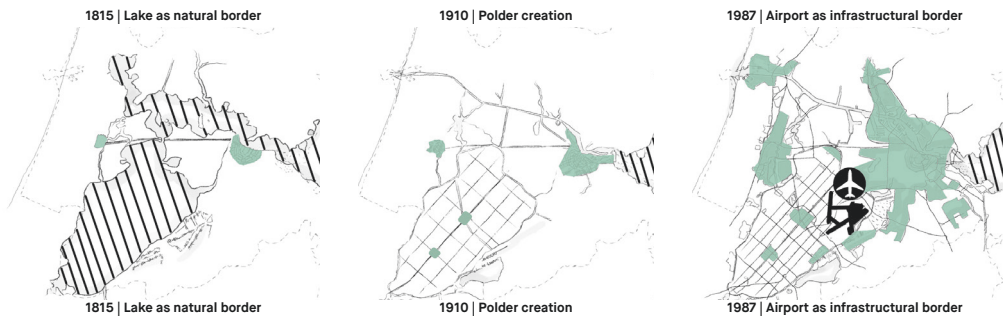 1815 | Lake as natural border
1910 | Polder creation
1987 | Airport as infrastructural border
1815 | Lake as natural border
1910 | Polder creation
1987 | Airport as infrastructural border